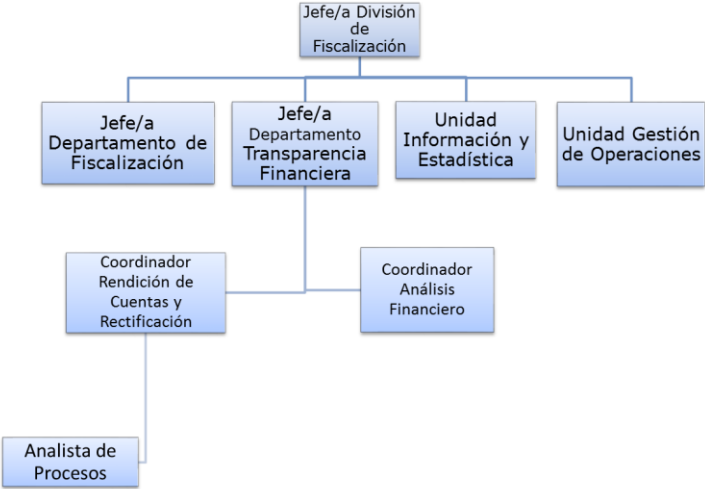 Jefe/a División
de
Fiscalización
Jefe/a
Departamento de
Fiscalización
Jefe/a
Departamento
Transparencia
Financiera
Unidad
Información y
Estadística
Unidad Gestión
de Operaciones
Coordinador
Rendición de
Cuentas y
Rectificación
Coordinador
Análisis
Financiero
Analista de
Procesos